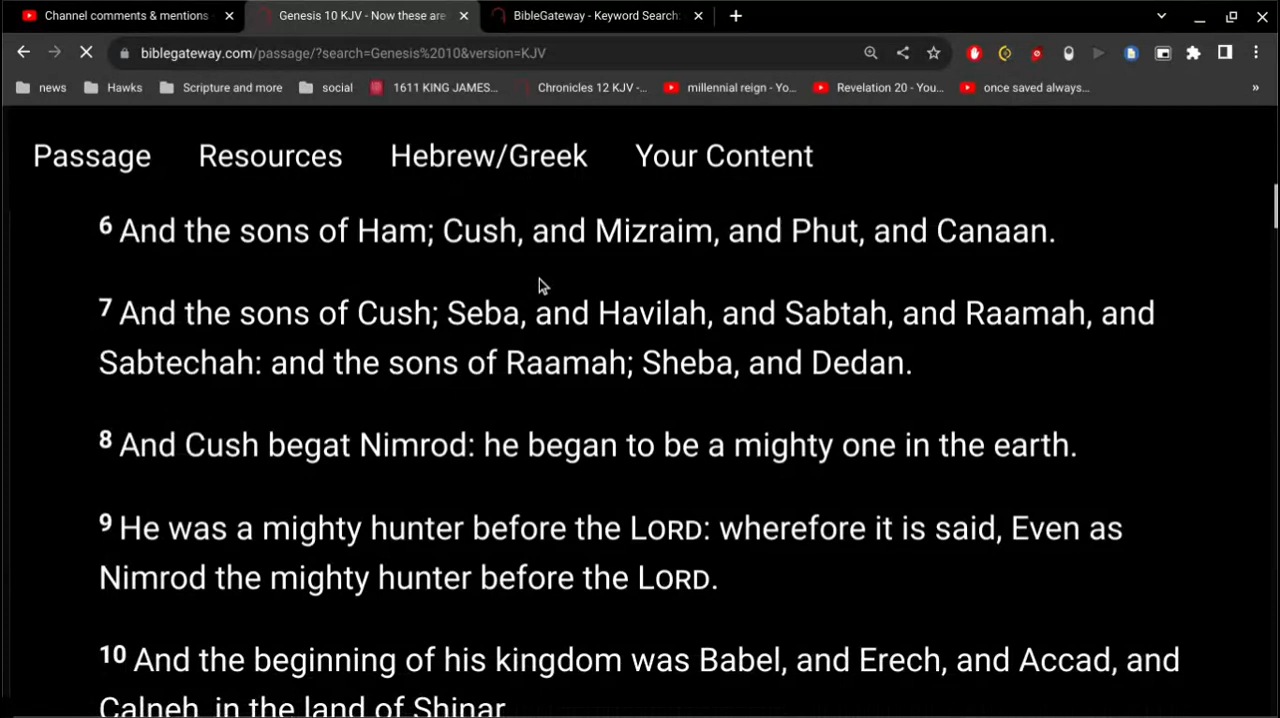 Channel comments & mentions
Genesis 10 KJV - Now these are
BibleGateway - Keyword Search:
biblegateway.com/passage/?search=Genesis%2010&version=KJV
news
Hawks
Scripture and more
social
1611 KING JAMES...
Chronicles 12 KJV -...
millennial reign - Yo...
Revelation 20 - You...
once saved always...
»
Passage Resources Hebrew/Greek Your Content
6 And the sons of Ham; Cush, and Mizraim, and Phut, and Canaan.
7 And the sons of Cush; Seba, and Havilah, and Sabtah, and Raamah, and
Sabtechah: and the sons of Raamah; Sheba, and Dedan.
8 And Cush begat Nimrod: he began to be a mighty one in the earth.
9 He was a mighty hunter before the LORD: wherefore it is said, Even as
Nimrod the mighty hunter before the LORD.
10 And the beginning of his kingdom was Babel, and Erech, and Accad, and
Calneh, in the land of Shinar